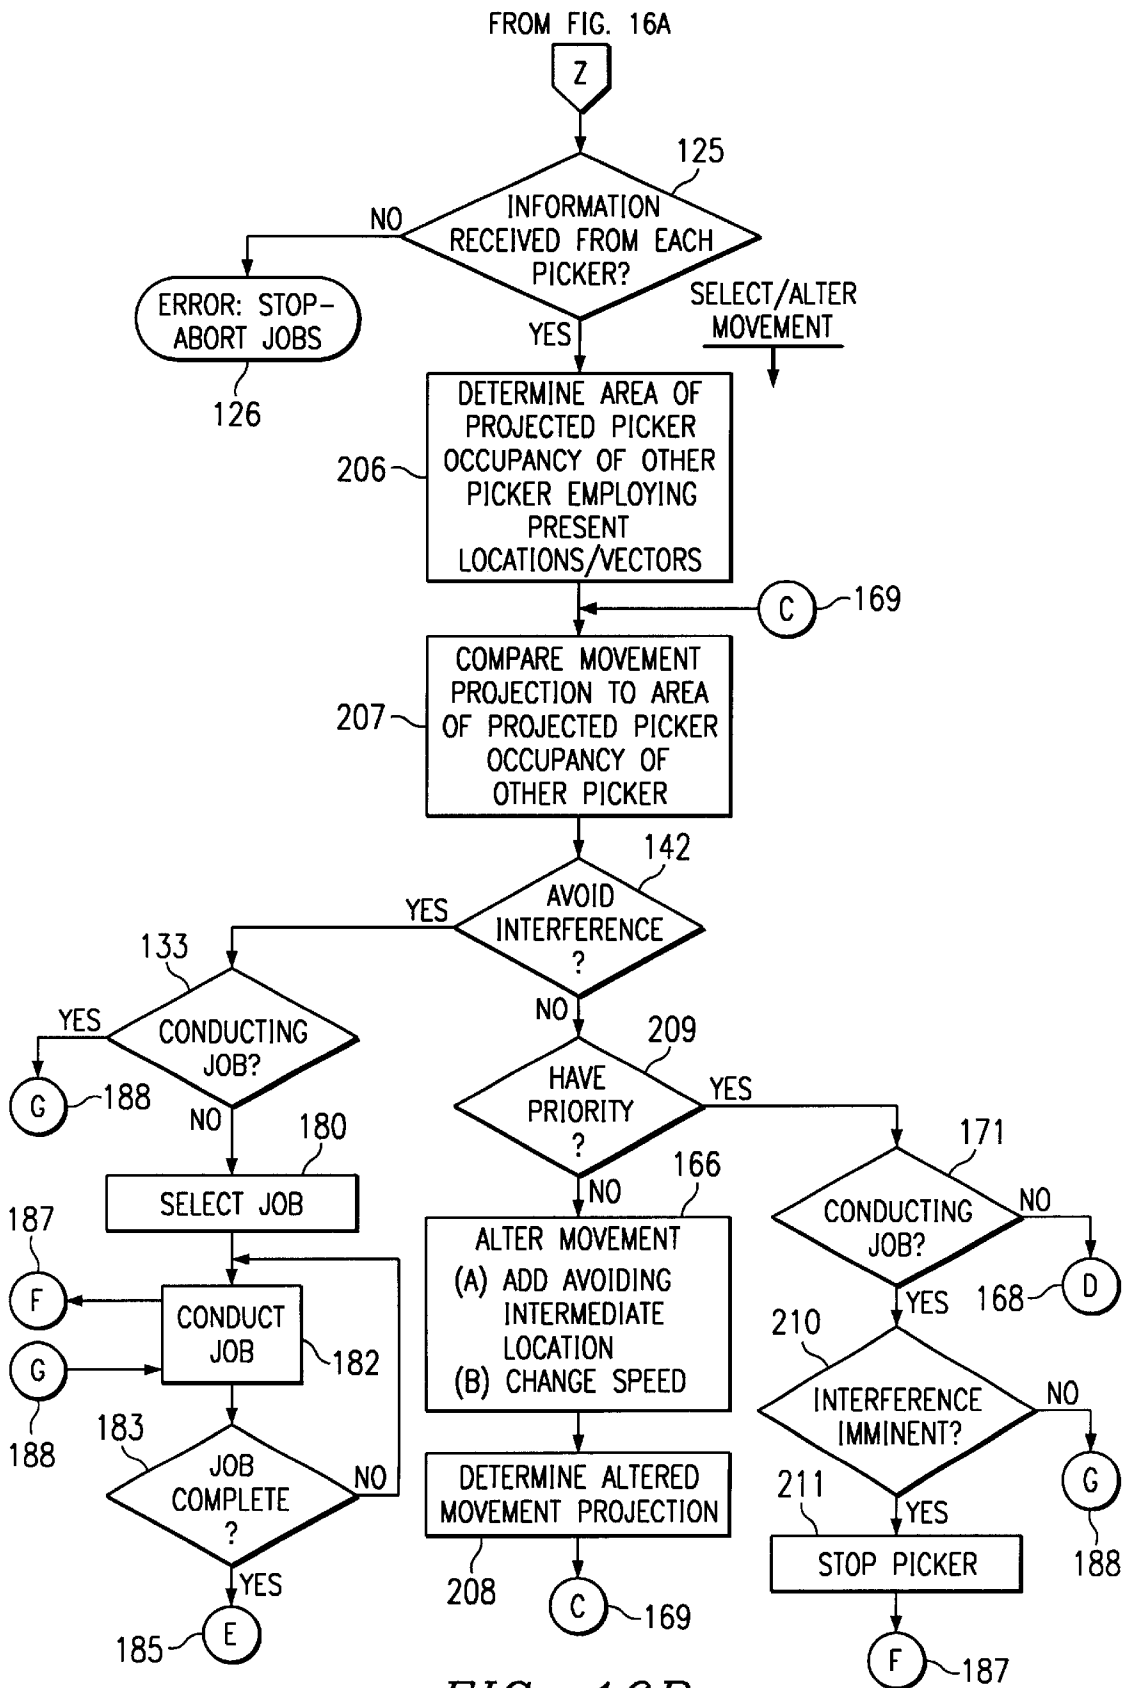 FROM FIG. 16A
Z
125
INFORMATION
RECEIVED FROM EACH
PICKER?
NO
ERROR: STOP-
ABORT JOBS
126
YES
SELECT/ALTER
MOVEMENT
DETERMINE AREA OF
PROJECTED PICKER
OCCUPANCY OF OTHER
PICKER EMPLOYING
PRESENT
LOCATIONS/VECTORS
206
C
169
COMPARE MOVEMENT
PROJECTION TO AREA
OF PROJECTED PICKER
OCCUPANCY OF
OTHER PICKER
207
142
AVOID
INTERFERENCE
?
YES
NO
133
CONDUCTING
JOB?
YES
G
188
NO
209
HAVE
PRIORITY
?
YES
NO
180
SELECT JOB
187
F
CONDUCT
JOB
182
G
188
183
JOB
COMPLETE
?
NO
YES
185
E
166
ALTER MOVEMENT
(A) ADD AVOIDING
INTERMEDIATE
LOCATION
(B) CHANGE SPEED
DETERMINE ALTERED
MOVEMENT PROJECTION
208
C
169
171
CONDUCTING
JOB?
NO
168
D
YES
210
INTERFERENCE
IMMINENT?
NO
G
188
YES
211
STOP PICKER
F
187